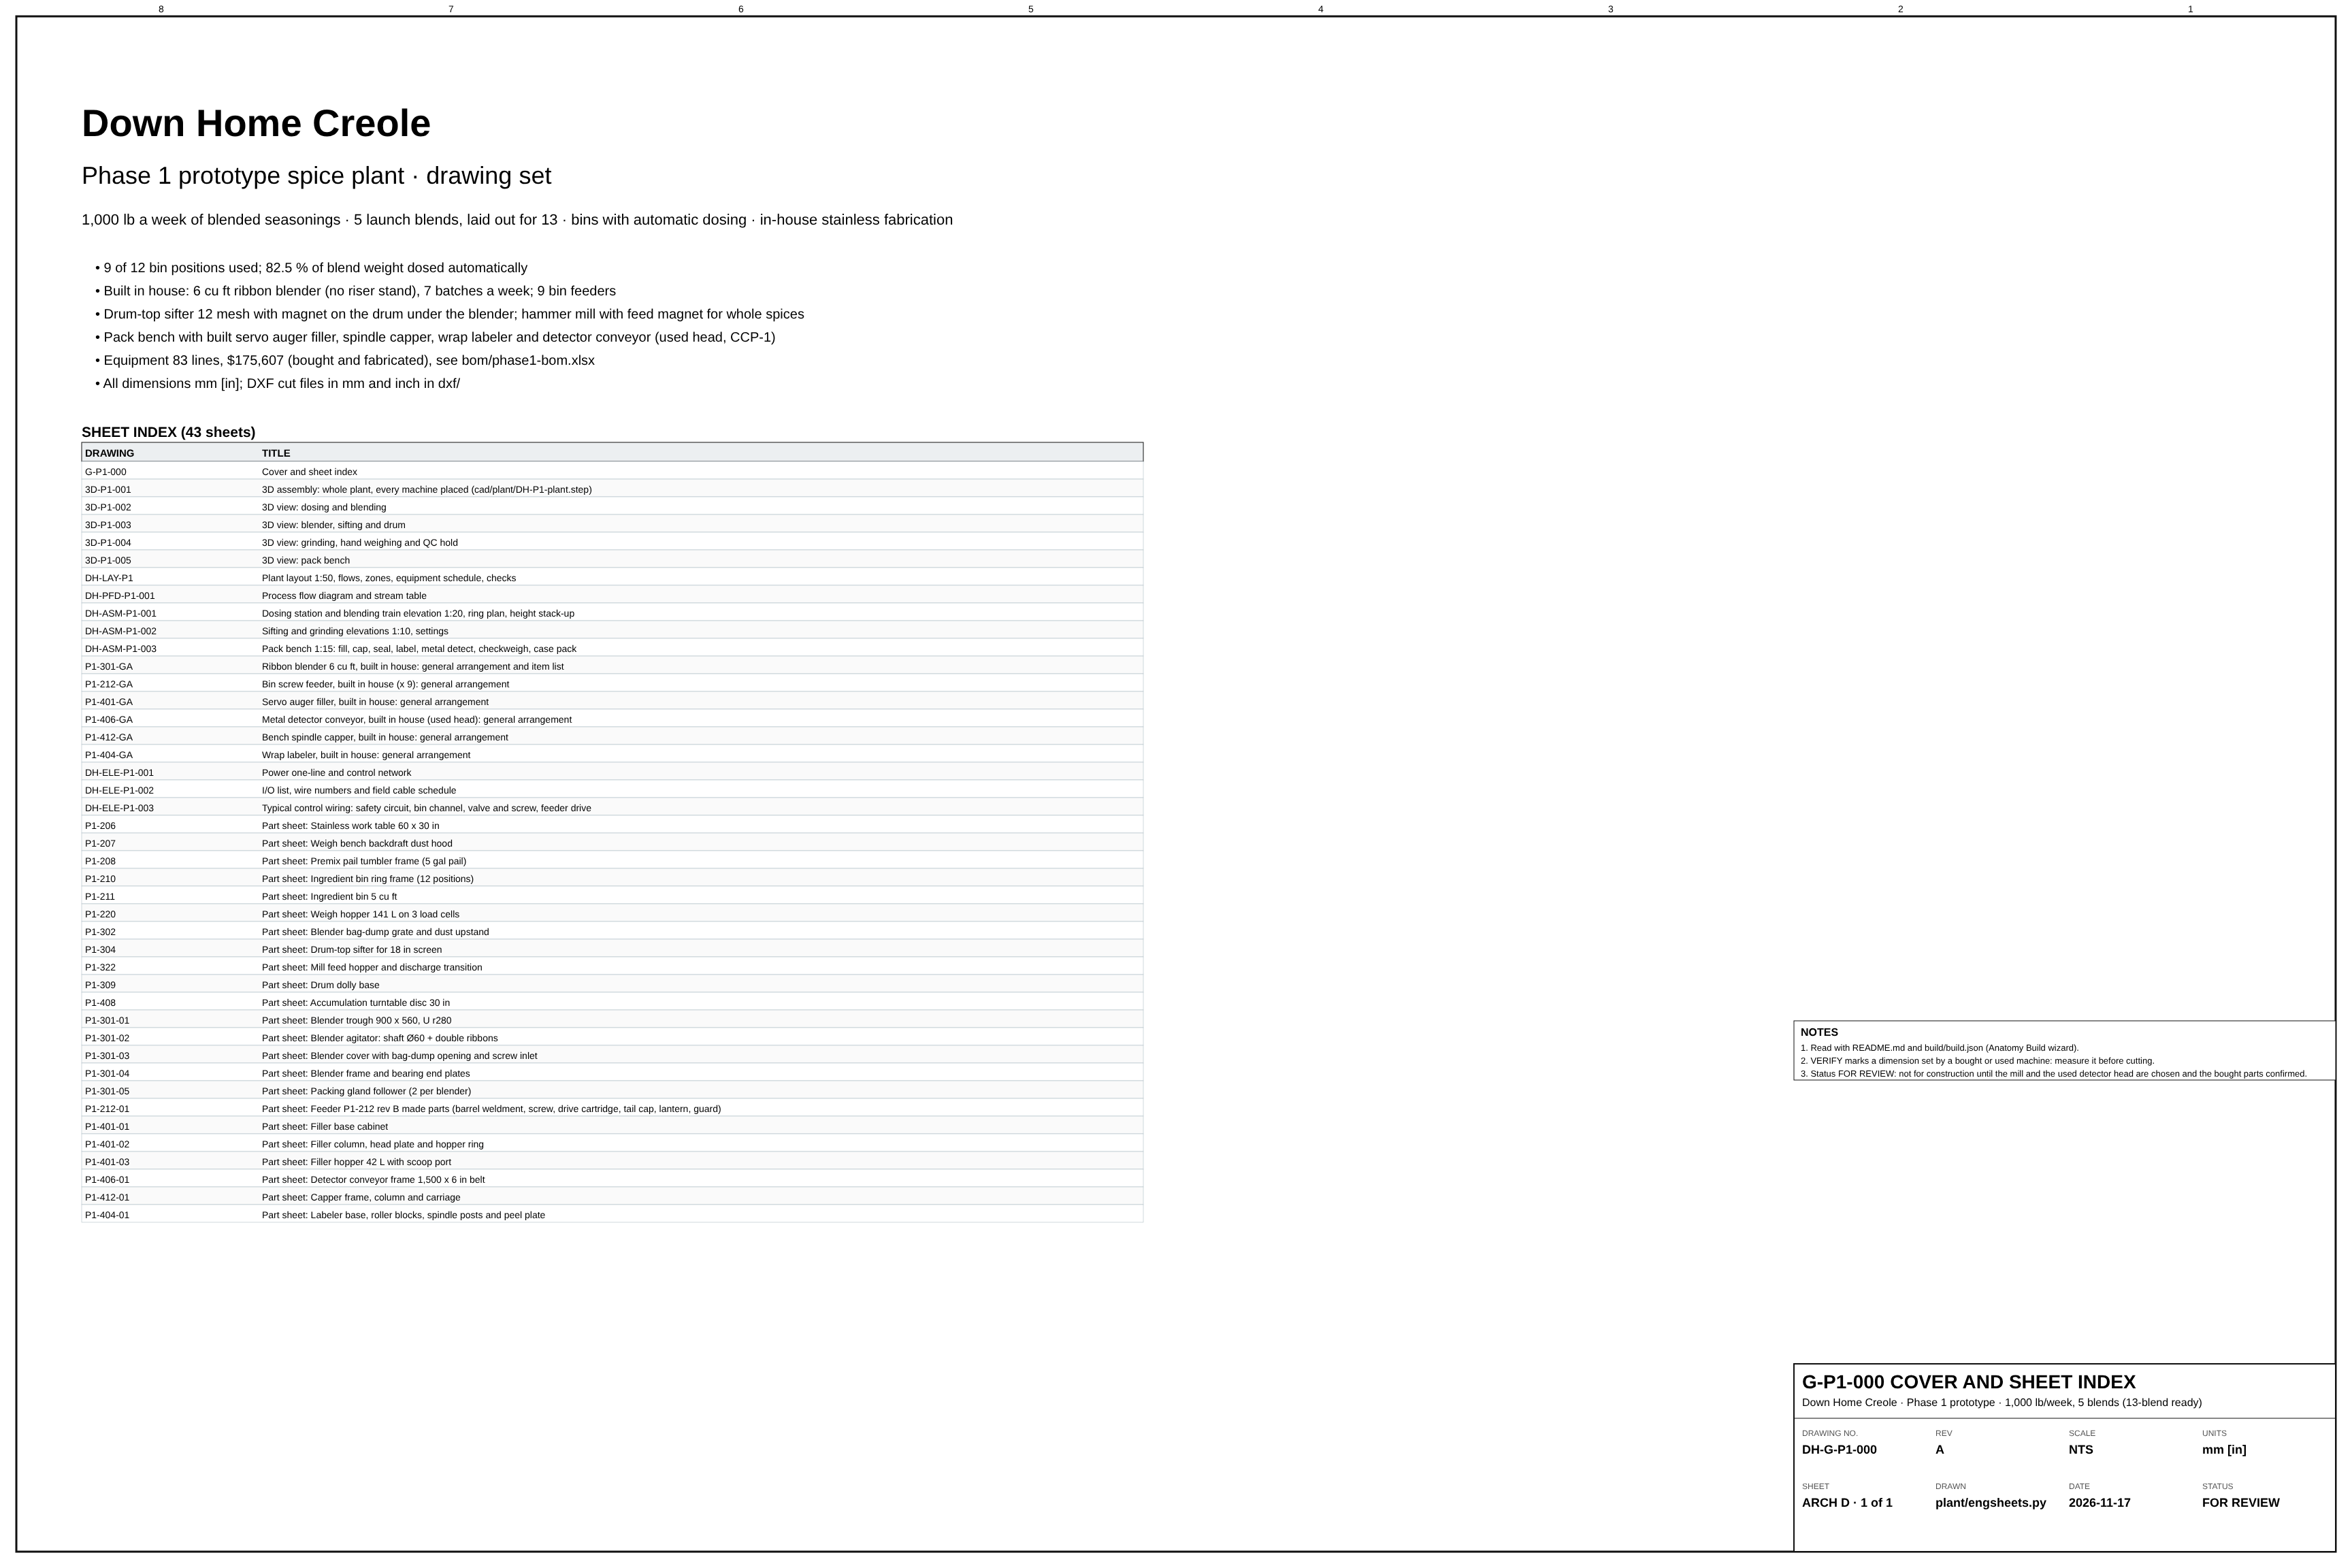 8 7 6 5 4 3 2 1
Down Home Creole
Phase 1 prototype spice plant · drawing set
1,000 lb a week of blended seasonings · 5 launch blends, laid out for 13 · bins with automatic dosing · in-house stainless fabrication
• 9 of 12 bin positions used; 82.5 % of blend weight dosed automatically
• Built in house: 6 cu ft ribbon blender (no riser stand), 7 batches a week; 9 bin feeders
• Drum-top sifter 12 mesh with magnet on the drum under the blender; hammer mill with feed magnet for whole spices
• Pack bench with built servo auger filler, spindle capper, wrap labeler and detector conveyor (used head, CCP-1)
• Equipment 83 lines, $175,607 (bought and fabricated), see bom/phase1-bom.xlsx
• All dimensions mm [in]; DXF cut files in mm and inch in dxf/
SHEET INDEX (43 sheets)
DRAWING TITLE
G-P1-000 Cover and sheet index
3D-P1-001 3D assembly: whole plant, every machine placed (cad/plant/DH-P1-plant.step)
3D-P1-002 3D view: dosing and blending
3D-P1-003 3D view: blender, sifting and drum
3D-P1-004 3D view: grinding, hand weighing and QC hold
3D-P1-005 3D view: pack bench
DH-LAY-P1 Plant layout 1:50, flows, zones, equipment schedule, checks
DH-PFD-P1-001 Process flow diagram and stream table
DH-ASM-P1-001 Dosing station and blending train elevation 1:20, ring plan, height stack-up
DH-ASM-P1-002 Sifting and grinding elevations 1:10, settings
DH-ASM-P1-003 Pack bench 1:15: fill, cap, seal, label, metal detect, checkweigh, case pack
P1-301-GA Ribbon blender 6 cu ft, built in house: general arrangement and item list
P1-212-GA Bin screw feeder, built in house (x 9): general arrangement
P1-401-GA Servo auger filler, built in house: general arrangement
P1-406-GA Metal detector conveyor, built in house (used head): general arrangement
P1-412-GA Bench spindle capper, built in house: general arrangement
P1-404-GA Wrap labeler, built in house: general arrangement
DH-ELE-P1-001 Power one-line and control network
DH-ELE-P1-002 I/O list, wire numbers and field cable schedule
DH-ELE-P1-003 Typical control wiring: safety circuit, bin channel, valve and screw, feeder drive
P1-206 Part sheet: Stainless work table 60 x 30 in
P1-207 Part sheet: Weigh bench backdraft dust hood
P1-208 Part sheet: Premix pail tumbler frame (5 gal pail)
P1-210 Part sheet: Ingredient bin ring frame (12 positions)
P1-211 Part sheet: Ingredient bin 5 cu ft
P1-220 Part sheet: Weigh hopper 141 L on 3 load cells
P1-302 Part sheet: Blender bag-dump grate and dust upstand
P1-304 Part sheet: Drum-top sifter for 18 in screen
P1-322 Part sheet: Mill feed hopper and discharge transition
P1-309 Part sheet: Drum dolly base
P1-408 Part sheet: Accumulation turntable disc 30 in
P1-301-01 Part sheet: Blender trough 900 x 560, U r280
P1-301-02 Part sheet: Blender agitator: shaft Ø60 + double ribbons
P1-301-03 Part sheet: Blender cover with bag-dump opening and screw inlet
P1-301-04 Part sheet: Blender frame and bearing end plates
P1-301-05 Part sheet: Packing gland follower (2 per blender)
P1-212-01 Part sheet: Feeder P1-212 rev B made parts (barrel weldment, screw, drive cartridge, tail cap, lantern, guard)
P1-401-01 Part sheet: Filler base cabinet
P1-401-02 Part sheet: Filler column, head plate and hopper ring
P1-401-03 Part sheet: Filler hopper 42 L with scoop port
P1-406-01 Part sheet: Detector conveyor frame 1,500 x 6 in belt
P1-412-01 Part sheet: Capper frame, column and carriage
P1-404-01 Part sheet: Labeler base, roller blocks, spindle posts and peel plate
NOTES
1. Read with README.md and build/build.json (Anatomy Build wizard).
2. VERIFY marks a dimension set by a bought or used machine: measure it before cutting.
3. Status FOR REVIEW: not for construction until the mill and the used detector head are chosen and the bought parts confirmed.
G-P1-000 COVER AND SHEET INDEX
Down Home Creole · Phase 1 prototype · 1,000 lb/week, 5 blends (13-blend ready)
DRAWING NO. REV SCALE UNITS
DH-G-P1-000 A NTS mm [in]
SHEET DRAWN DATE STATUS
ARCH D · 1 of 1 plant/engsheets.py 2026-11-17 FOR REVIEW